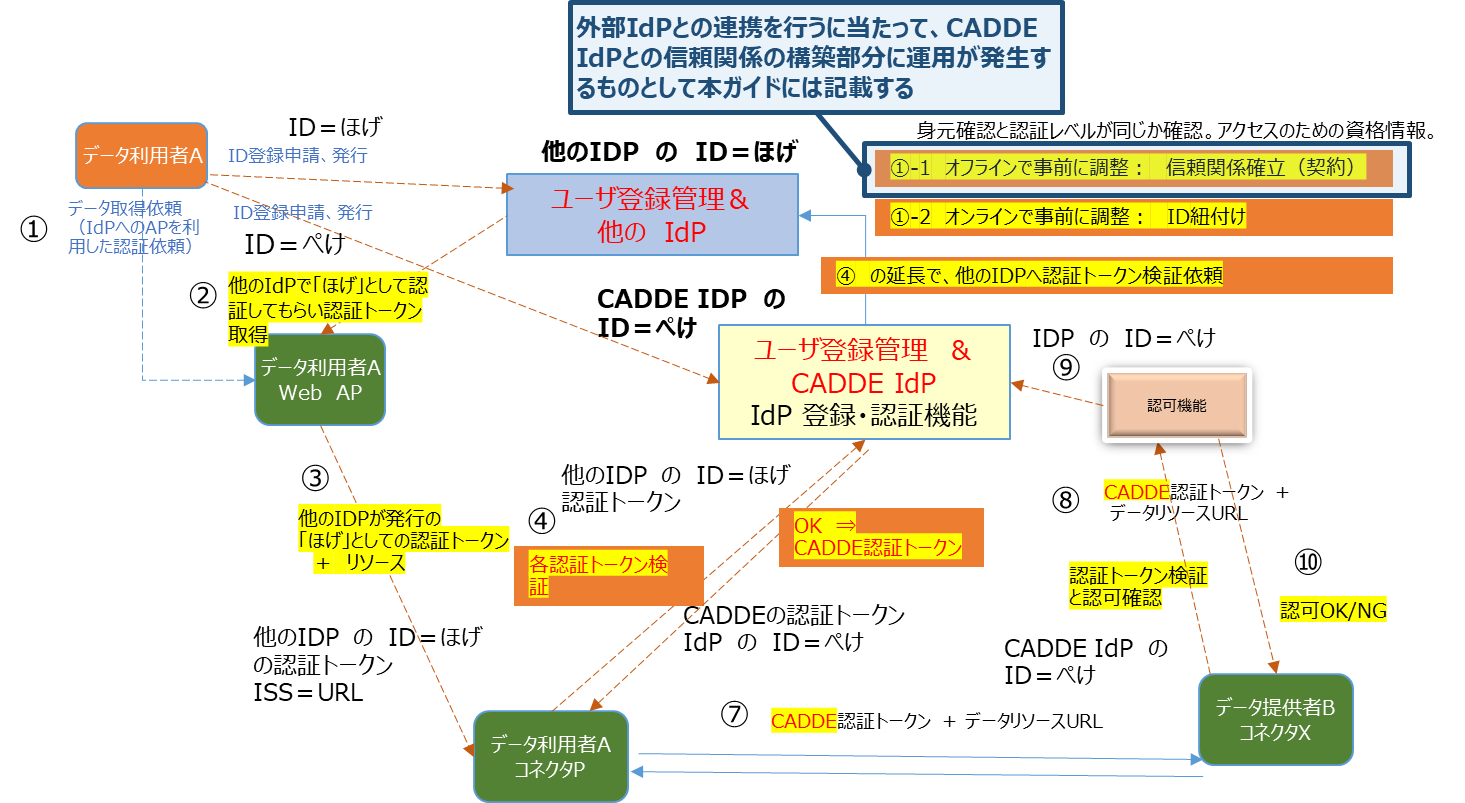 外部IdPとの連携を行うに当たって、CADDE
IdPとの信頼関係の構築部分に運用が発生す
るものとして本ガイドには記載する
身元確認と認証レベルが同じか確認。アクセスのための資格情報。
①-1 オフラインで事前に調整： 信頼関係確立（契約）
①-2 オンラインで事前に調整： ID紐付け
④ の延長で、他のIDPへ認証トークン検証依頼
データ利用者A
ID＝ほげ
ID登録申請、発行
他のIDP の ID＝ほげ
ユーザ登録管理＆
他の IdP
①
データ取得依頼
（IdPへのAPを利
用した認証依頼）
ID登録申請、発行
ID＝ぺけ
②
他のIdPで「ほげ」として認
証してもらい認証トークン
取得
データ利用者A
Web AP
CADDE IDP の
ID＝ぺけ
ユーザ登録管理 ＆
CADDE IdP
IdP 登録・認証機能
IDP の ID＝ぺけ
⑨
認可機能
③
他のIDPが発行の
「ほげ」としての認証トークン
＋ リソース
他のIDP の ID＝ほげ
認証トークン
④
各認証トークン検
証
OK ⇒
CADDE認証トークン
⑧
CADDE認証トークン ＋
データリソースURL
⑩
認証トークン検証
と認可確認
認可OK/NG
他のIDP の ID＝ほげ
の認証トークン
ISS＝URL
CADDEの認証トークン
IdP の ID＝ぺけ
CADDE IdP の
ID＝ぺけ
データ利用者A
コネクタP
⑦
CADDE認証トークン ＋データリソースURL
データ提供者B
コネクタX